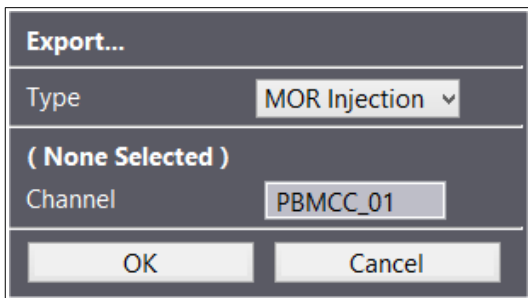 Export...
Type MOR Injection
( None Selected )
Channel PBMCC_01
OK Cancel